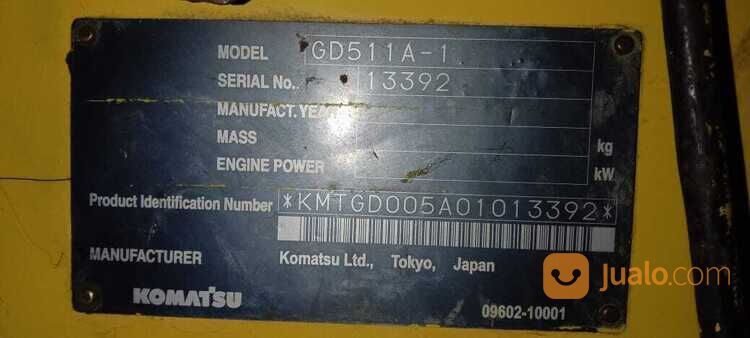 MODEL GD511A-1
SERIAL No. 13392
MANUFACT. YEAR
MASS kg
ENGINE POWER kW
Product Identification Number *KMTGD005A01013392*
MANUFACTURER Komatsu Ltd., Tokyo, Japan
KOMATSU 09602-10001
jualo.com